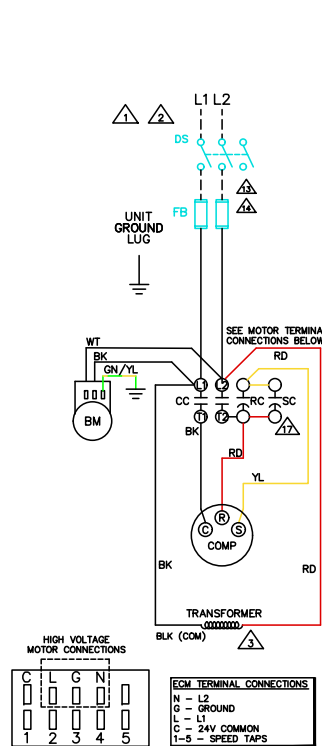 L1 L2
1 2
DS
13
14
FB
UNIT
GROUND
LUG
SEE MOTOR TERMINA
CONNECTIONS BELOW
WT
RD
BK
GN/YL
L1 L2
CC RC SC
BM
T1 T2
17
BK
RD
YL
R
C S
COMP
BK
RD
TRANSFORMER
BLK (COM)
3
HIGH VOLTAGE
MOTOR CONNECTIONS
C L G N
1 2 3 4 5
ECM TERMINAL CONNECTIONS
N - L2
G - GROUND
L - L1
C - 24V COMMON
1-5 - SPEED TAPS